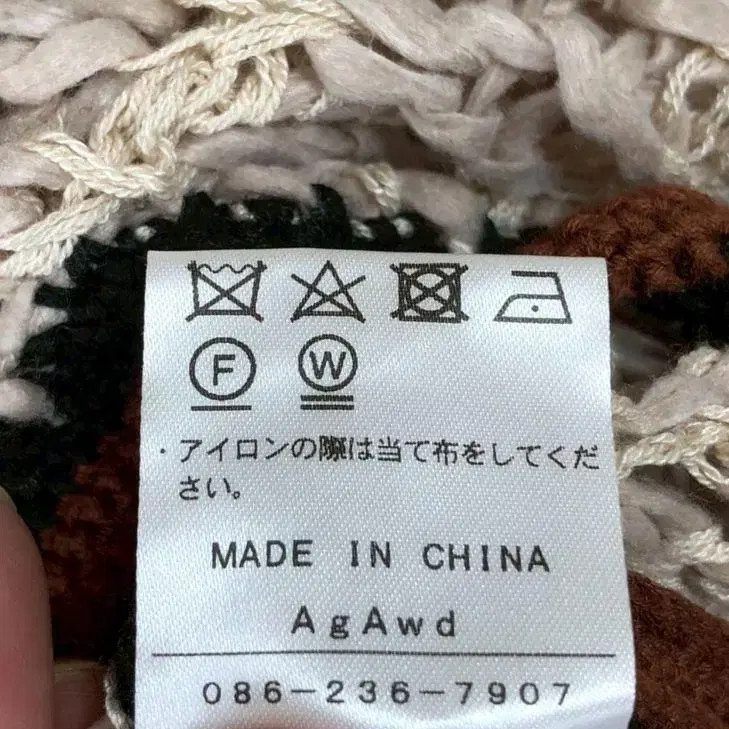 F W
・アイロンの際は当て布をしてくだ
さい。
MADE IN CHINA
AgAwd
086-236-7907